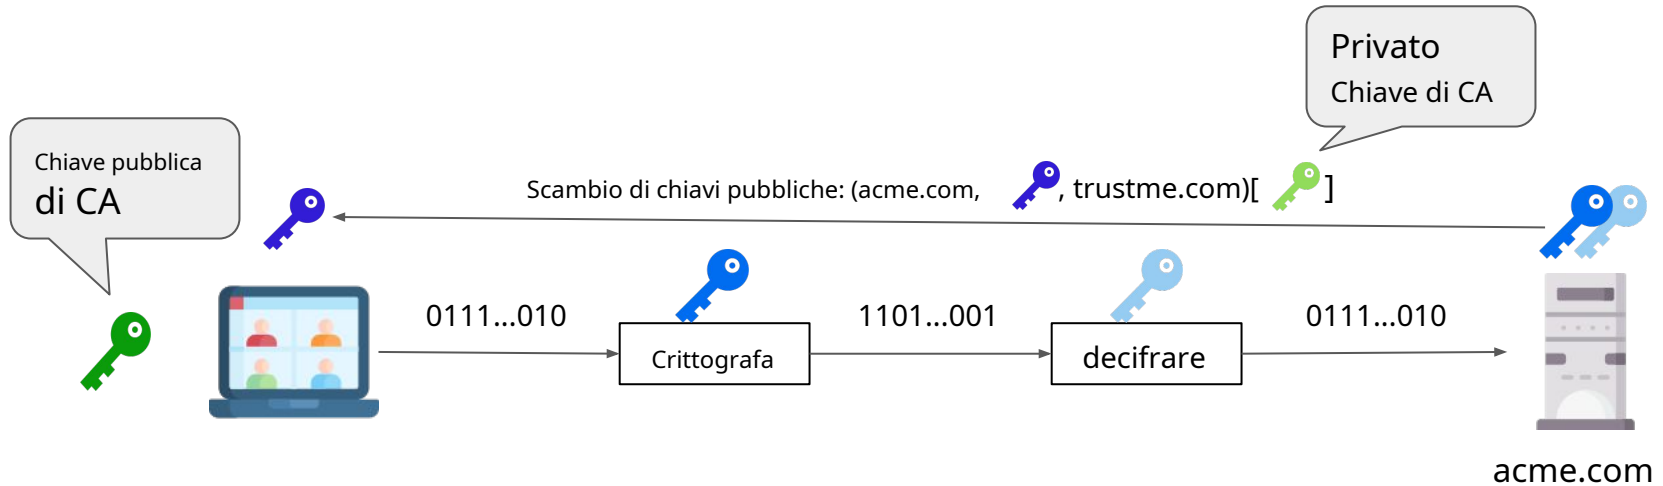 Privato
Chiave di CA
Chiave pubblica
di CA
Scambio di chiavi pubbliche: (acme.com, , trustme.com)[ ]
0111...010
1101...001
0111...010
Crittografa
decifrare
acme.com